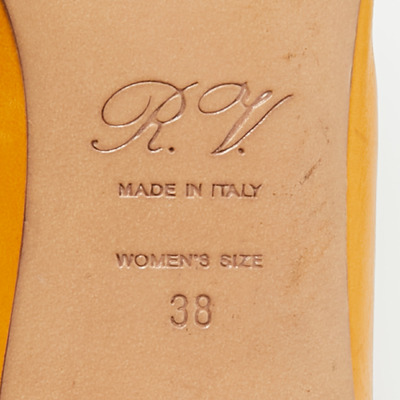 R. V.
MADE IN ITALY
WOMEN'S SIZE
38